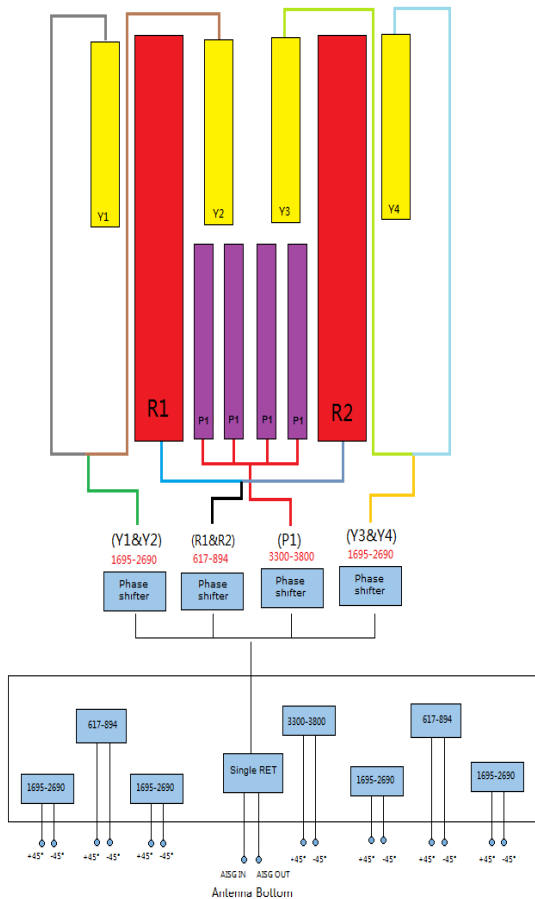 Y1
Y2
Y3
Y4
R1
R2
P1
P1
P1
P1
(Y1&Y2)
1695-2690
(R1&R2)
617-894
(P1)
3300-3800
(Y3&Y4)
1695-2690
Phase
shifter
Phase
shifter
Phase
shifter
Phase
shifter
617-894
3300-3800
617-894
1695-2690
1695-2690
Single RET
1695-2690
1695-2690
+45° -45°
+45° -45°
+45° -45°
AISG IN
AISG OUT
+45° -45°
+45° -45°
+45° -45°
+45° -45°
Antenna Bottom